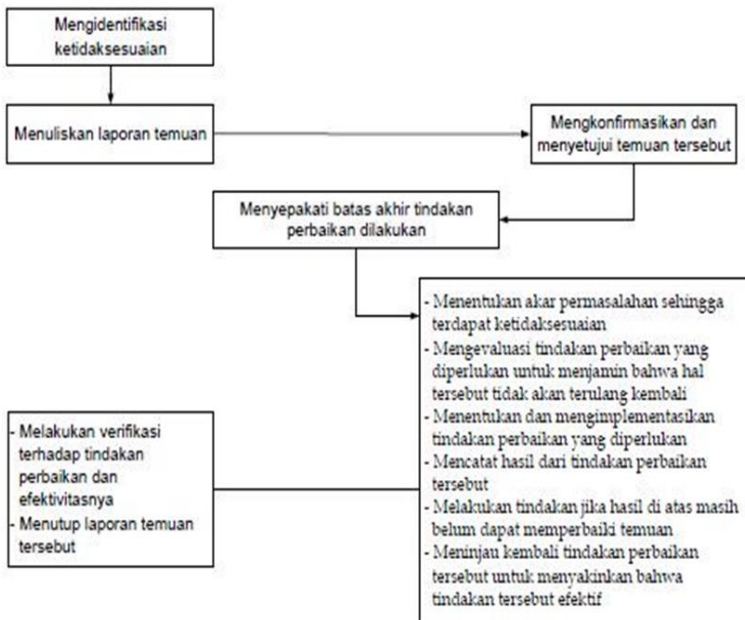 Mengidentifikasi
ketidaksesuaian
Menuliskan laporan temuan
Mengkonfirmasikan dan
menyetujui temuan tersebut
Menyepakati batas akhir tindakan
perbaikan dilakukan
- Menentukan akar permasalahan sehingga
terdapat ketidaksesuaian
- Mengevaluasi tindakan perbaikan yang
diperlukan untuk menjamin bahwa hal
tersebut tidak akan terulang kembali
- Menentukan dan mengimplementasikan
tindakan perbaikan yang diperlukan
- Mencatat hasil dari tindakan perbaikan
tersebut
- Melakukan tindakan jika hasil di atas masih
belum dapat memperbaiki temuan
- Meninjau kembali tindakan perbaikan
tersebut untuk menyakinkan bahwa
tindakan tersebut efektif
- Melakukan verifikasi
terhadap tindakan
perbaikan dan
efektivitasnya
- Menutup laporan temuan
tersebut